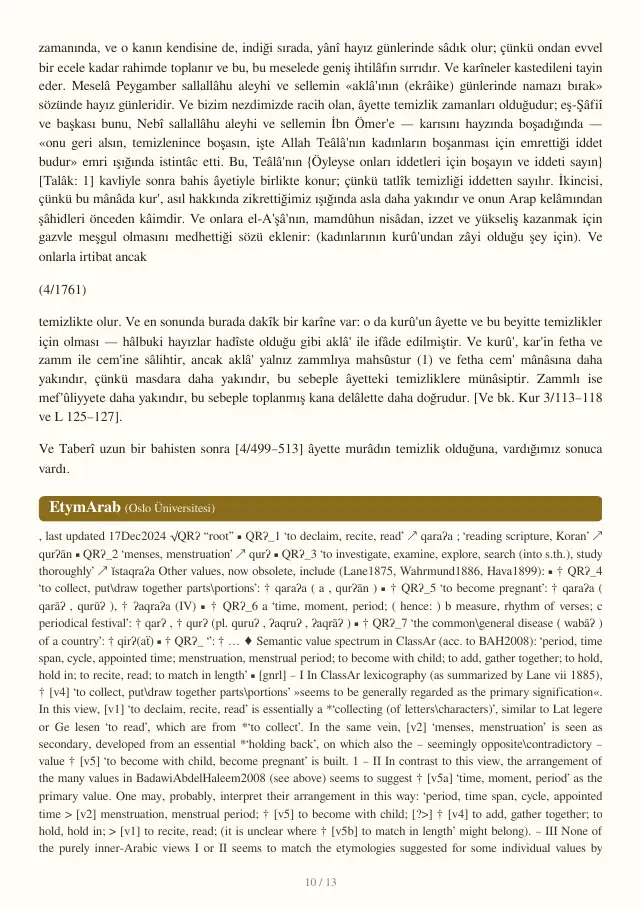 zamanında, ve o kanın kendisine de, indiği sırada, yânî hayız günlerinde sâdık olur; çünkü ondan evvel
bir ecele kadar rahimde toplanır ve bu, bu meselede geniş ihtilâfın sırrıdır. Ve karîneler kastedileni tayin
eder. Meselâ Peygamber sallallâhu aleyhi ve sellemin «aklâ'ının (ekrâike) günlerinde namazı bırak»
sözünde hayız günleridir. Ve bizim nezdimizde racih olan, âyette temizlik zamanları olduğudur; eş-Şâfiî
ve başkası bunu, Nebî sallallâhu aleyhi ve sellemin İbn Ömer'e — karısını hayzında boşadığında —
«onu geri alsın, temizlenince boşasın, işte Allah Teâlâ'nın kadınların boşanması için emrettiği iddet
budur» emri ışığında istintâc etti. Bu, Teâlâ'nın {Öyleyse onları iddetleri için boşayın ve iddeti sayın}
[Talâk: 1] kavliyle sonra bahis âyetiyle birlikte konur; çünkü tatlîk temizliği iddetten sayılır. İkincisi,
çünkü bu mânâda kur', asıl hakkında zikrettiğimiz ışığında asla daha yakındır ve onun Arap kelâmından
şâhidleri önceden kâimdir. Ve onlara el-A'şâ'nın, mamdûhun nisâdan, izzet ve yükseliş kazanmak için
gazvle meşgul olmasını medhettiği sözü eklenir: (kadınlarının kurû'undan zâyi olduğu şey için). Ve
onlarla irtibat ancak
(4/1761)
temizlikte olur. Ve en sonunda burada dakîk bir karîne var: o da kurû'un âyette ve bu beyitte temizlikler
için olması — hâlbuki hayızlar hadîste olduğu gibi aklâ' ile ifâde edilmiştir. Ve kurû', kar'in fetha ve
zamm ile cem'ine sâlihtir, ancak aklâ' yalnız zammlıya mahsûstur (1) ve fetha cem' mânâsına daha
yakındır, çünkü masdara daha yakındır, bu sebeple âyetteki temizliklere münâsiptir. Zammlı ise
mef'ûliyyete daha yakındır, bu sebeple toplanmış kana delâlette daha doğrudur. [Ve bk. Kur 3/113–118
ve L 125–127].
Ve Taberî uzun bir bahisten sonra [4/499–513] âyette murâdın temizlik olduğuna, vardığımız sonuca
vardı.
EtymArab (Oslo Üniversitesi)
, last updated 17Dec2024 √QRʔ “root” ▪ QRʔ_1 ‘to declaim, recite, read’ ↗ qaraʔa ; ‘reading scripture, Koran’ ↗
qurʔān ▪ QRʔ_2 ‘menses, menstruation’ ↗ qurʔ ▪ QRʔ_3 ‘to investigate, examine, explore, search (into s.th.), study
thoroughly’ ↗ ĭstaqraʔa Other values, now obsolete, include (Lane1875, Wahrmund1886, Hava1899): ▪ † QRʔ_4
‘to collect, put\draw together parts\portions’: † qaraʔa ( a , qurʔān ) ▪ † QRʔ_5 ‘to become pregnant’: † qaraʔa (
qarāʔ , qurūʔ ), † ʔaqraʔa (IV) ▪ † QRʔ_6 a ‘time, moment, period; ( hence: ) b measure, rhythm of verses; c
periodical festival’: † qarʔ , † qurʔ (pl. quruʔ , ʔaqruʔ , ʔaqrāʔ ) ▪ † QRʔ_7 ‘the common\general disease ( wabāʔ )
of a country’: † qirʔ(aẗ) ▪ † QRʔ_ ‘’: † … ♦ Semantic value spectrum in ClassAr (acc. to BAH2008): ‘period, time
span, cycle, appointed time; menstruation, menstrual period; to become with child; to add, gather together; to hold,
hold in; to recite, read; to match in length’ ▪ [gnrl] – I In ClassAr lexicography (as summarized by Lane vii 1885),
† [v4] ‘to collect, put\draw together parts\portions’ »seems to be generally regarded as the primary signification«.
In this view, [v1] ‘to declaim, recite, read’ is essentially a *‘collecting (of letters\characters)’, similar to Lat legere
or Ge lesen ‘to read’, which are from *‘to collect’. In the same vein, [v2] ‘menses, menstruation’ is seen as
secondary, developed from an essential *‘holding back’, on which also the – seemingly opposite\contradictory –
value † [v5] ‘to become with child, become pregnant’ is built. 1 – II In contrast to this view, the arrangement of
the many values in BadawiAbdelHaleem2008 (see above) seems to suggest † [v5a] ‘time, moment, period’ as the
primary value. One may, probably, interpret their arrangement in this way: ‘period, time span, cycle, appointed
time > [v2] menstruation, menstrual period; † [v5] to become with child; [?>] † [v4] to add, gather together; to
hold, hold in; > [v1] to recite, read; (it is unclear where † [v5b] to match in length’ might belong). – III None of
the purely inner-Arabic views I or II seems to match the etymologies suggested for some individual values by
10 / 13